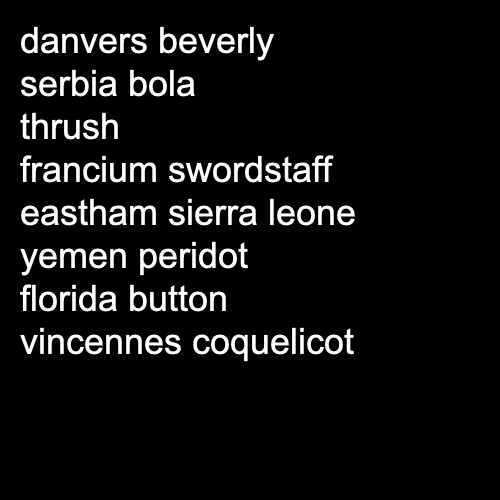 danvers beverly
serbia bola
thrush
francium swordstaff
eastham sierra leone
yemen peridot
florida button
vincennes coquelicot